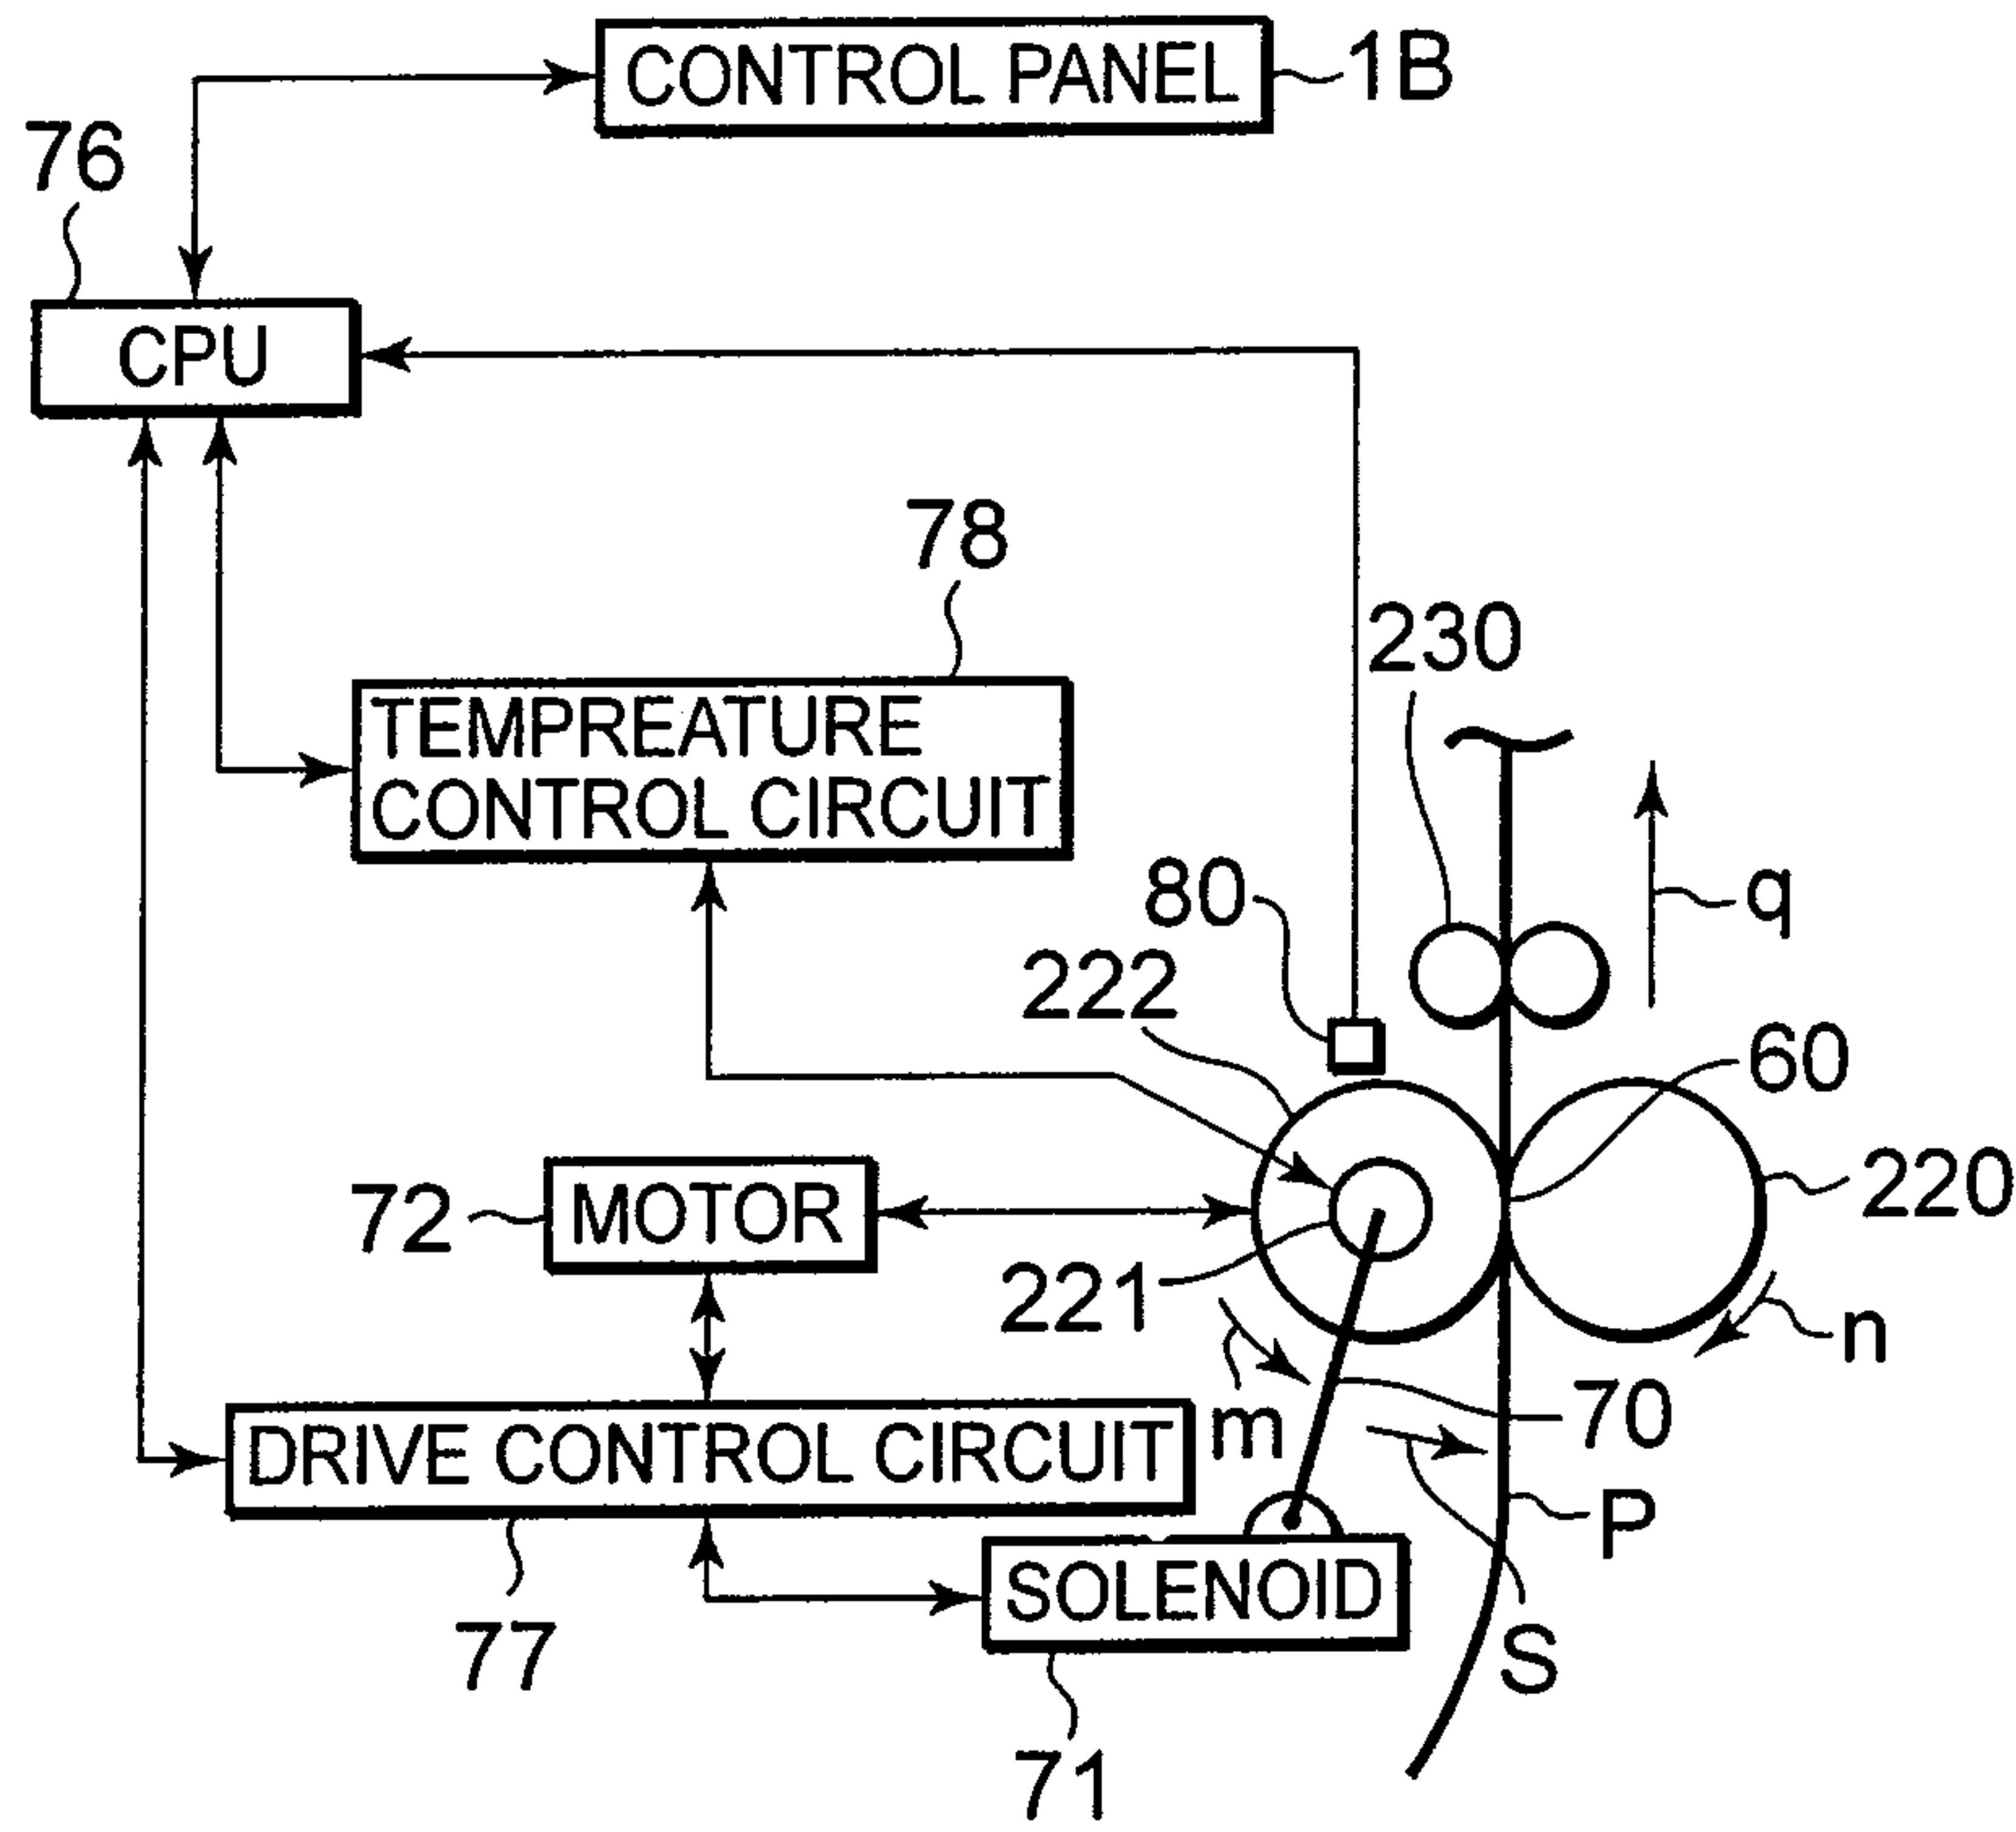 CONTROL PANEL
1B
76
CPU
78
230
TEMPREATURE
CONTROL CIRCUIT
80
q
222
60
220
72
MOTOR
221
n
m
70
DRIVE CONTROL CIRCUIT
P
SOLENOID
77
S
71